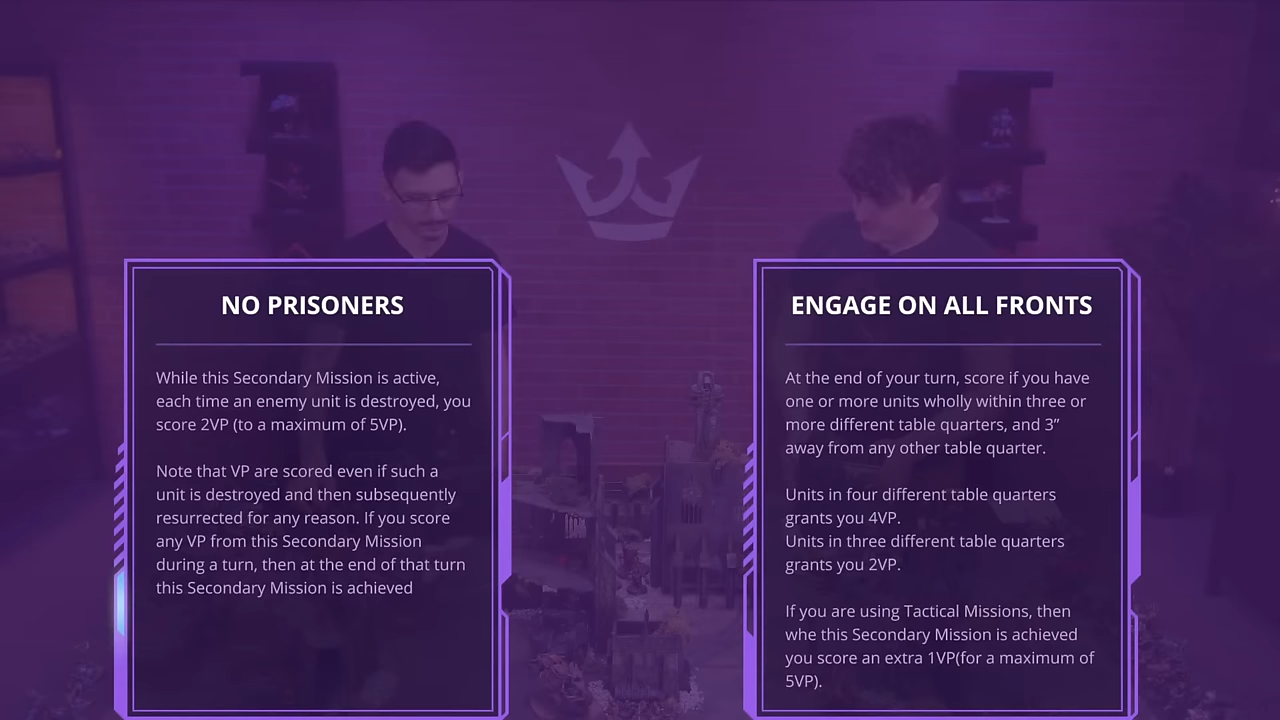 NO PRISONERS
While this Secondary Mission is active,
each time an enemy unit is destroyed, you
score 2VP (to a maximum of 5VP).
Note that VP are scored even if such a
unit is destroyed and then subsequently
resurrected for any reason. If you score
any VP from this Secondary Mission
during a turn, then at the end of that turn
this Secondary Mission is achieved
ENGAGE ON ALL FRONTS
At the end of your turn, score if you have
one or more units wholly within three or
more different table quarters, and 3”
away from any other table quarter.
Units in four different table quarters
grants you 4VP.
Units in three different table quarters
grants you 2VP.
If you are using Tactical Missions, then
whe this Secondary Mission is achieved
you score an extra 1VP(for a maximum of
5VP).